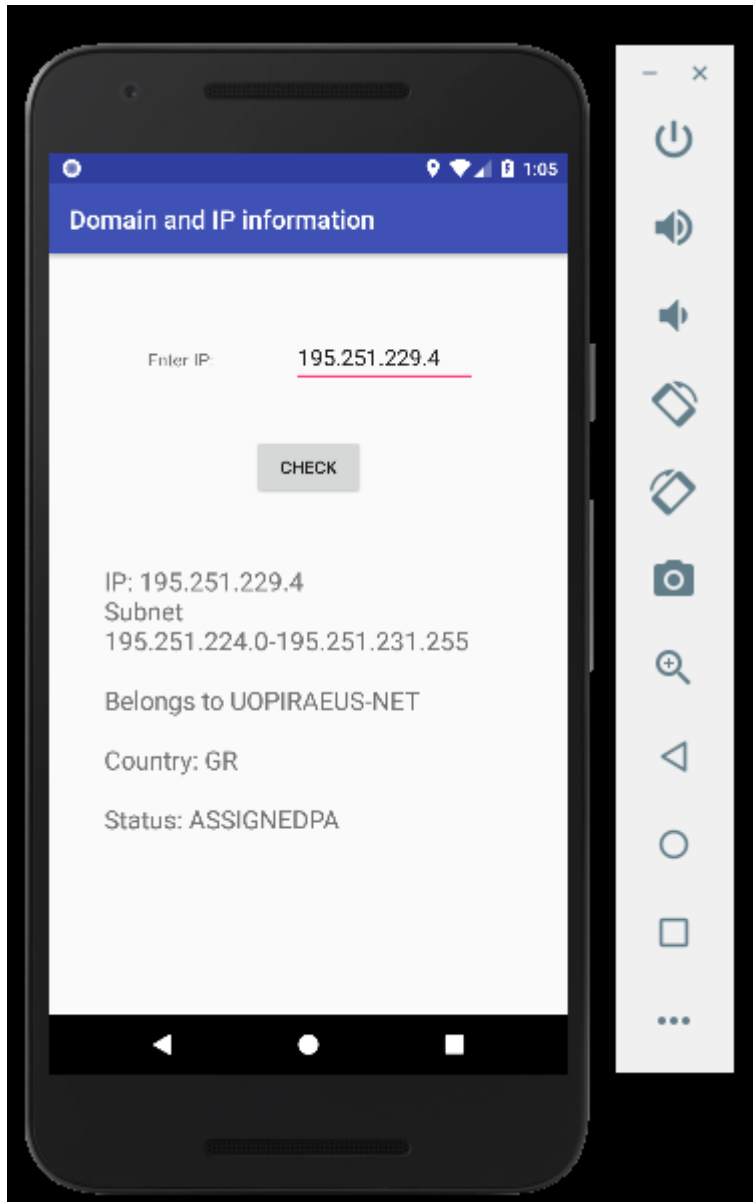 1:05
Domain and IP information
Enter IP:
195.251.229.4
CHECK
IP: 195.251.229.4
Subnet
195.251.224.0-195.251.231.255
Belongs to UOPIRAEUS-NET
Country: GR
Status: ASSIGNEDPA